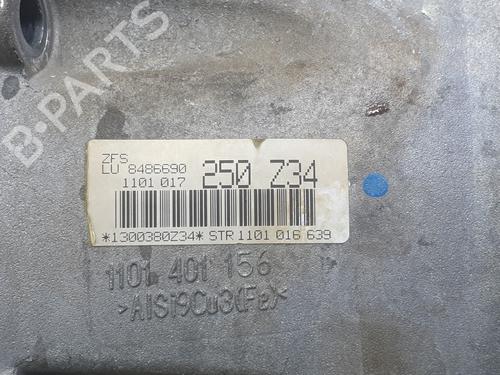 B-PARTS
ZFS
LU 8486690
1101 017
250 Z34
*1300380Z34* STR 1101 016 639
1101 401 156
>AlSi9Cu3(Fe)<